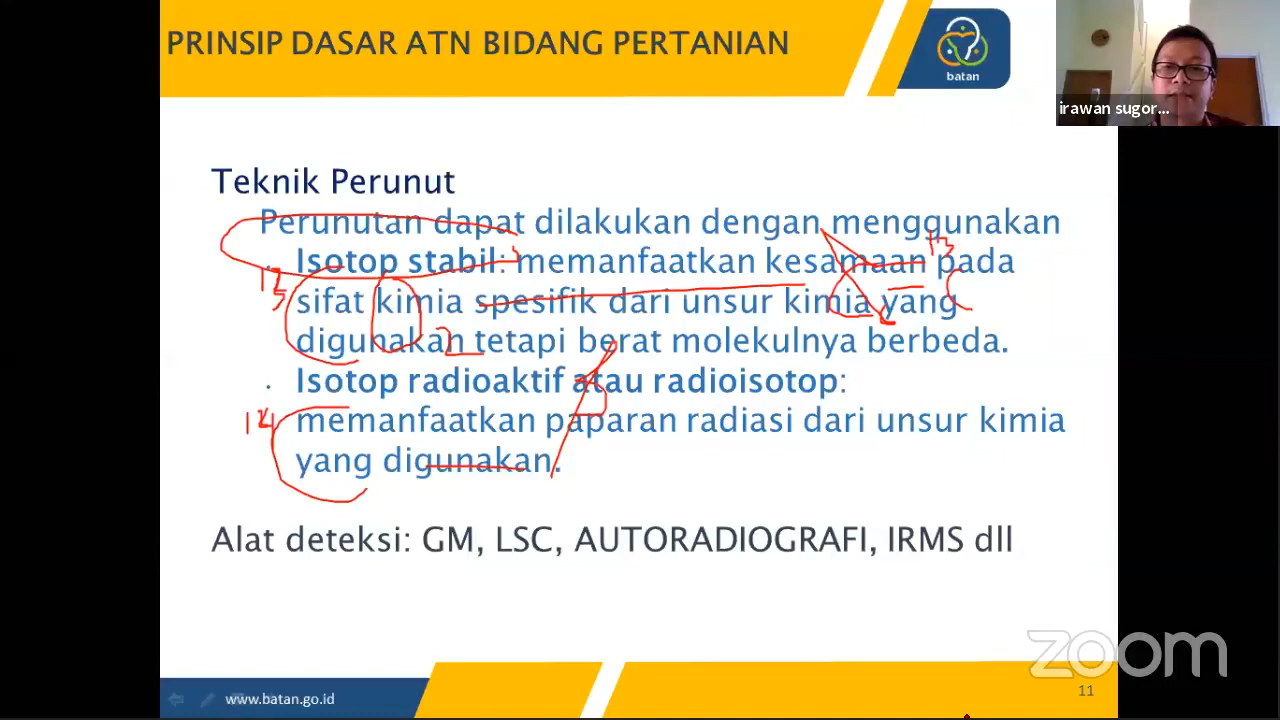 PRINSIP DASAR ATN BIDANG PERTANIAN
batan
irawan sugor...
Teknik Perunut
Perunutan dapat dilakukan dengan menggunakan
Isotop stabil: memanfaatkan kesamaan pada
sifat kimia spesifik dari unsur kimia yang
digunakan tetapi berat molekulnya berbeda.
Isotop radioaktif atau radioisotop:
memanfaatkan paparan radiasi dari unsur kimia
yang digunakan.
14
13
Alat deteksi: GM, LSC, AUTORADIOGRAFI, IRMS dll
zoom
www.batan.go.id
11